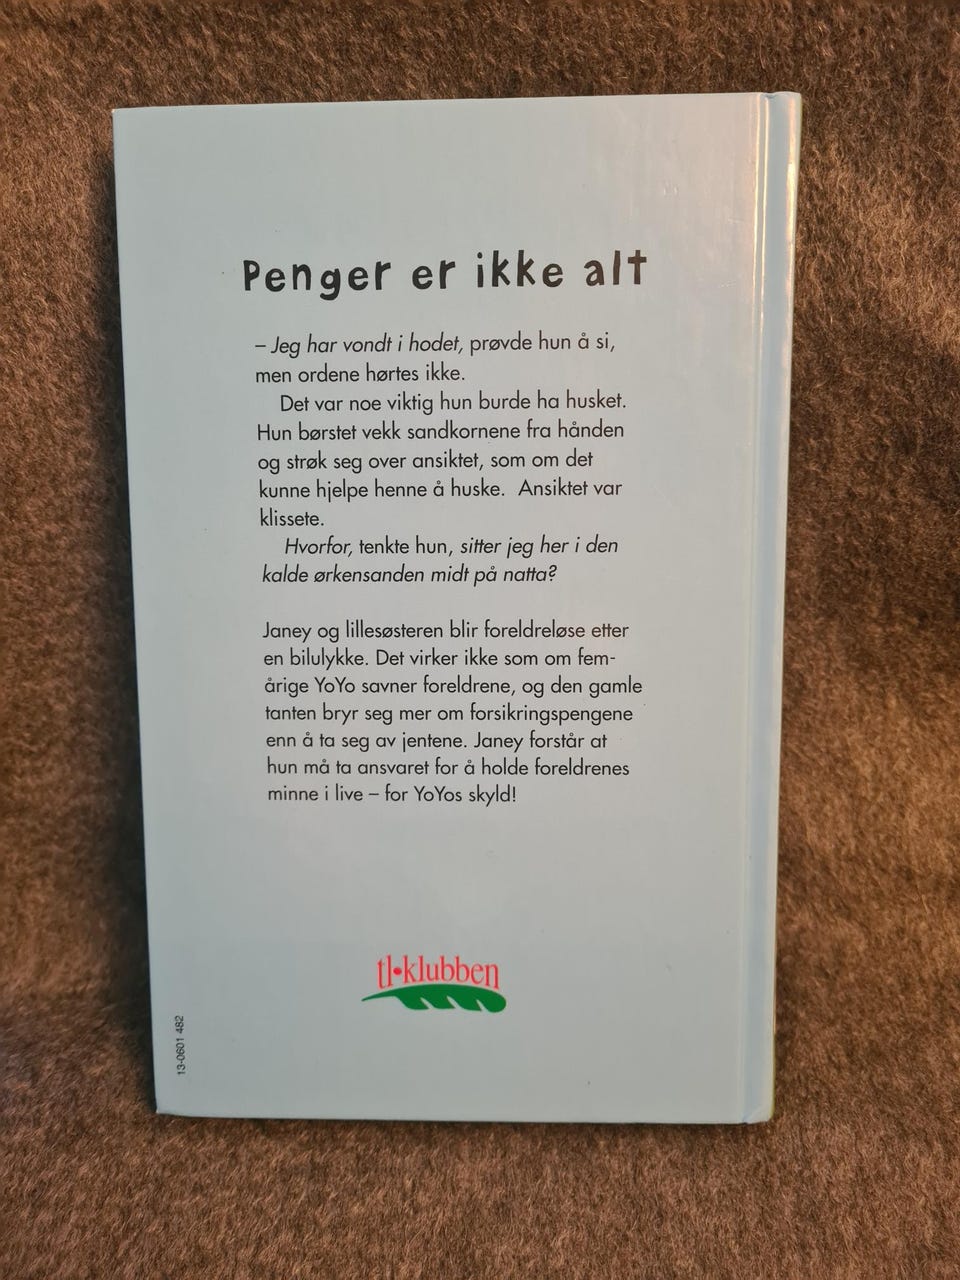 Penger er ikke alt
– Jeg har vondt i hodet, prøvde hun å si,
men ordene hørtes ikke.
Det var noe viktig hun burde ha husket.
Hun børstet vekk sandkornene fra hånden
og strøk seg over ansiktet, som om det
kunne hjelpe henne å huske. Ansiktet var
klissete.
Hvorfor, tenkte hun, sitter jeg her i den
kalde ørkensanden midt på natta?
Janey og lillesøsteren blir foreldreløse etter
en bilulykke. Det virker ikke som om fem-
årige YoYo savner foreldrene, og den gamle
tanten bryr seg mer om forsikringspengene
enn å ta seg av jentene. Janey forstår at
hun må ta ansvaret for å holde foreldrenes
minne i live – for YoYos skyld!
tl•klubben
13-0601 482